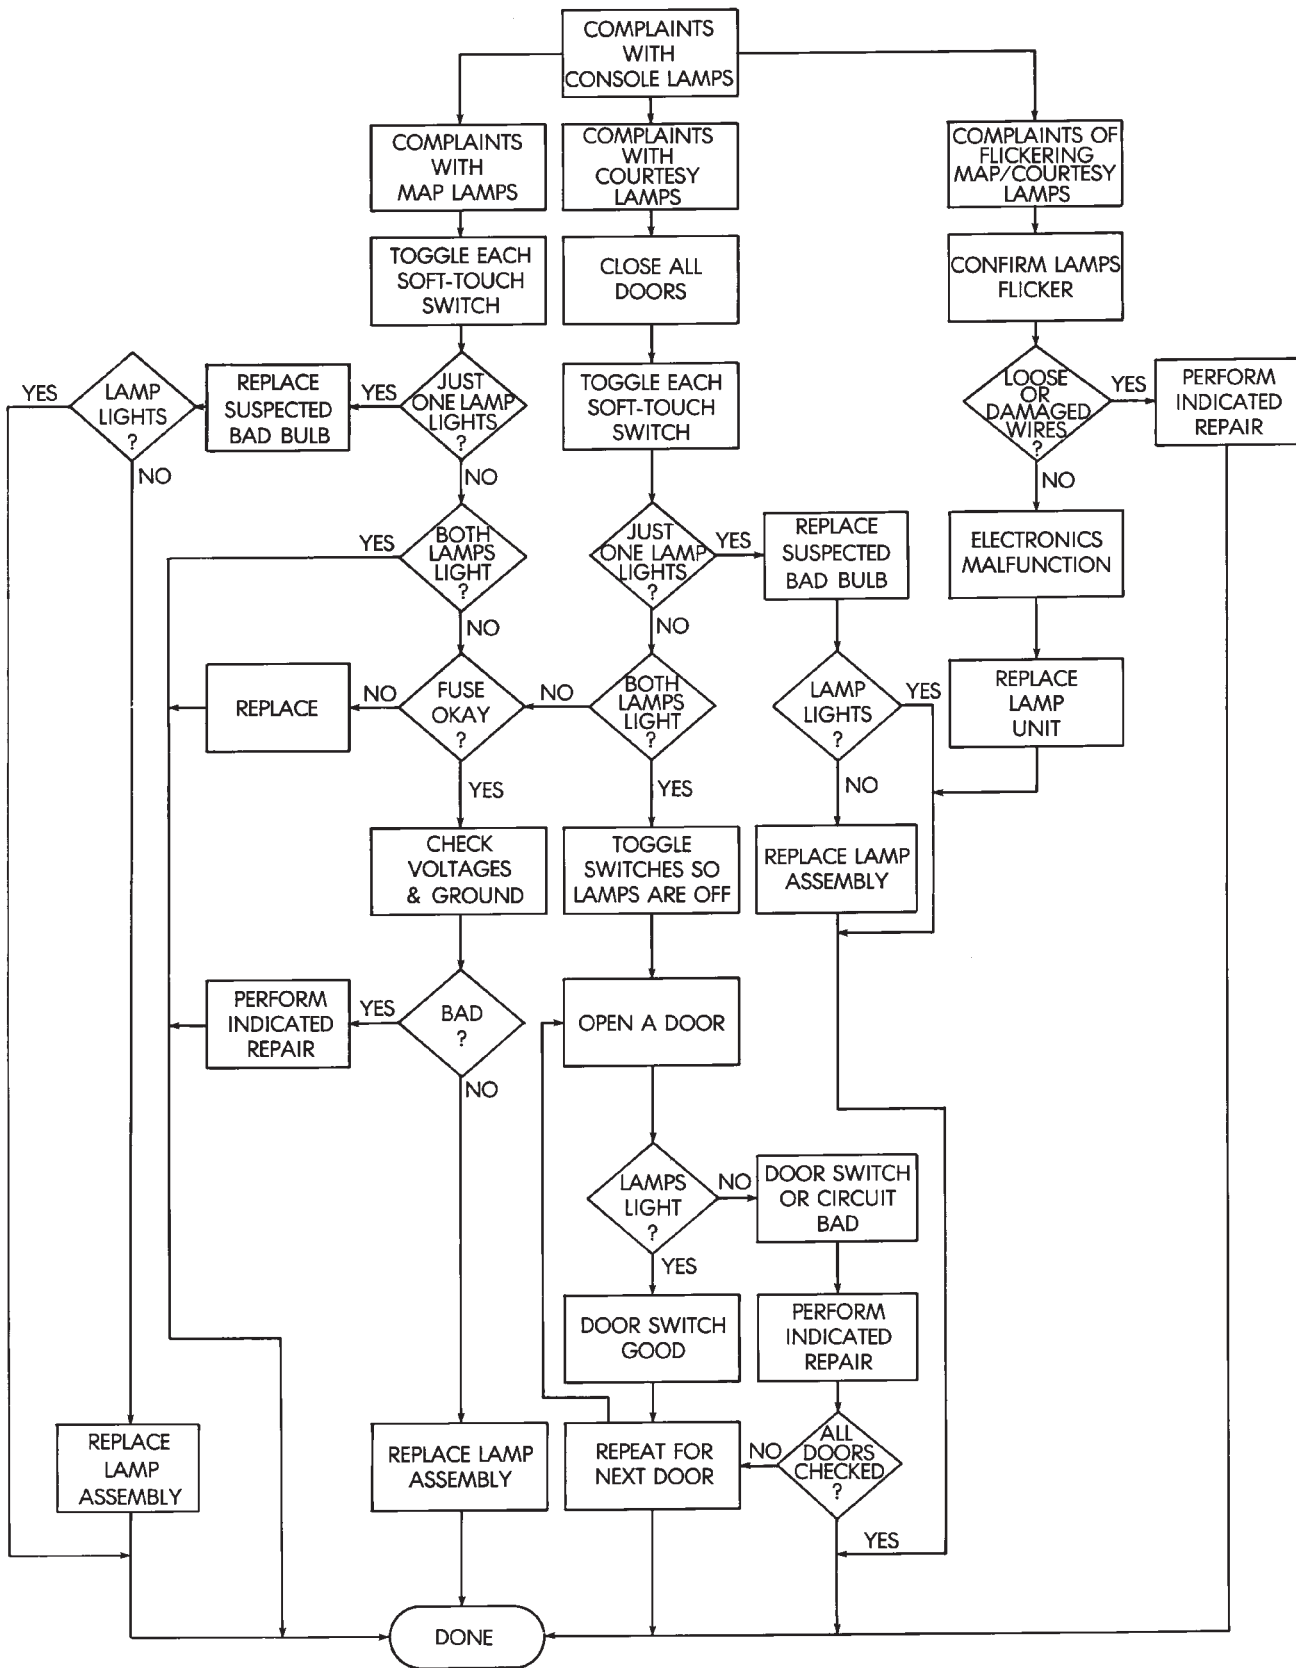 COMPLAINTS
WITH
CONSOLE LAMPS
COMPLAINTS
WITH
MAP LAMPS
COMPLAINTS
WITH
COURTESY
LAMPS
COMPLAINTS OF
FLICKERING
MAP/COURTESY
LAMPS
TOGGLE EACH
SOFT-TOUCH
SWITCH
CLOSE ALL
DOORS
CONFIRM LAMPS
FLICKER
YES
LAMP
LIGHTS
?
REPLACE
SUSPECTED
BAD BULB
YES
JUST
ONE LAMP
LIGHTS
?
TOGGLE EACH
SOFT-TOUCH
SWITCH
LOOSE
OR
DAMAGED
WIRES
?
YES
PERFORM
INDICATED
REPAIR
NO
NO
NO
YES
BOTH
LAMPS
LIGHT
?
JUST
ONE LAMP
LIGHTS
?
YES
REPLACE
SUSPECTED
BAD BULB
ELECTRONICS
MALFUNCTION
NO
NO
REPLACE
NO
FUSE
OKAY
?
NO
BOTH
LAMPS
LIGHT
?
LAMP
LIGHTS
?
YES
REPLACE
LAMP
UNIT
YES
YES
NO
CHECK
VOLTAGES
& GROUND
TOGGLE
SWITCHES SO
LAMPS ARE OFF
REPLACE LAMP
ASSEMBLY
PERFORM
INDICATED
REPAIR
YES
BAD
?
OPEN A DOOR
NO
LAMPS
LIGHT
?
NO
DOOR SWITCH
OR CIRCUIT
BAD
YES
DOOR SWITCH
GOOD
PERFORM
INDICATED
REPAIR
REPLACE
LAMP
ASSEMBLY
REPLACE LAMP
ASSEMBLY
REPEAT FOR
NEXT DOOR
NO
ALL
DOORS
CHECKED
?
YES
DONE